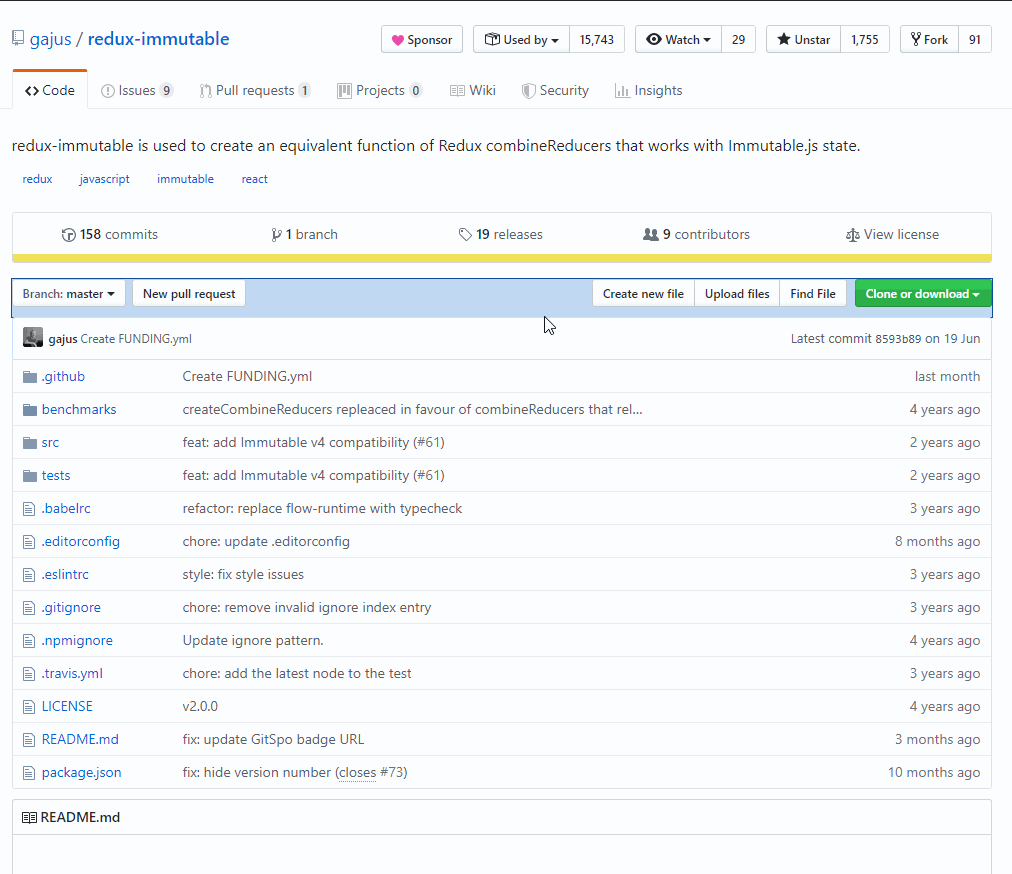 gajus / redux-immutable Sponsor Used by 15,743 Watch 29 Unstar 1,755 Fork 91
Code Issues 9 Pull requests 1 Projects 0 Wiki Security Insights
redux-immutable is used to create an equivalent function of Redux combineReducers that works with Immutable.js state.
redux javascript immutable react
158 commits 1 branch 19 releases 9 contributors View license
Branch: master New pull request Create new file Upload files Find File Clone or download
gajus Create FUNDING.yml Latest commit 8593b89 on 19 Jun
.github Create FUNDING.yml last month
benchmarks createCombineReducers repleaced in favour of combineReducers that rel... 4 years ago
src feat: add Immutable v4 compatibility (#61) 2 years ago
tests feat: add Immutable v4 compatibility (#61) 2 years ago
.babelrc refactor: replace flow-runtime with typecheck 3 years ago
.editorconfig chore: update .editorconfig 8 months ago
.eslintrc style: fix style issues 3 years ago
.gitignore chore: remove invalid ignore index entry 3 years ago
.npmignore Update ignore pattern. 4 years ago
.travis.yml chore: add the latest node to the test 3 years ago
LICENSE v2.0.0 4 years ago
README.md fix: update GitSpo badge URL 3 months ago
package.json fix: hide version number (closes #73) 10 months ago
README.md